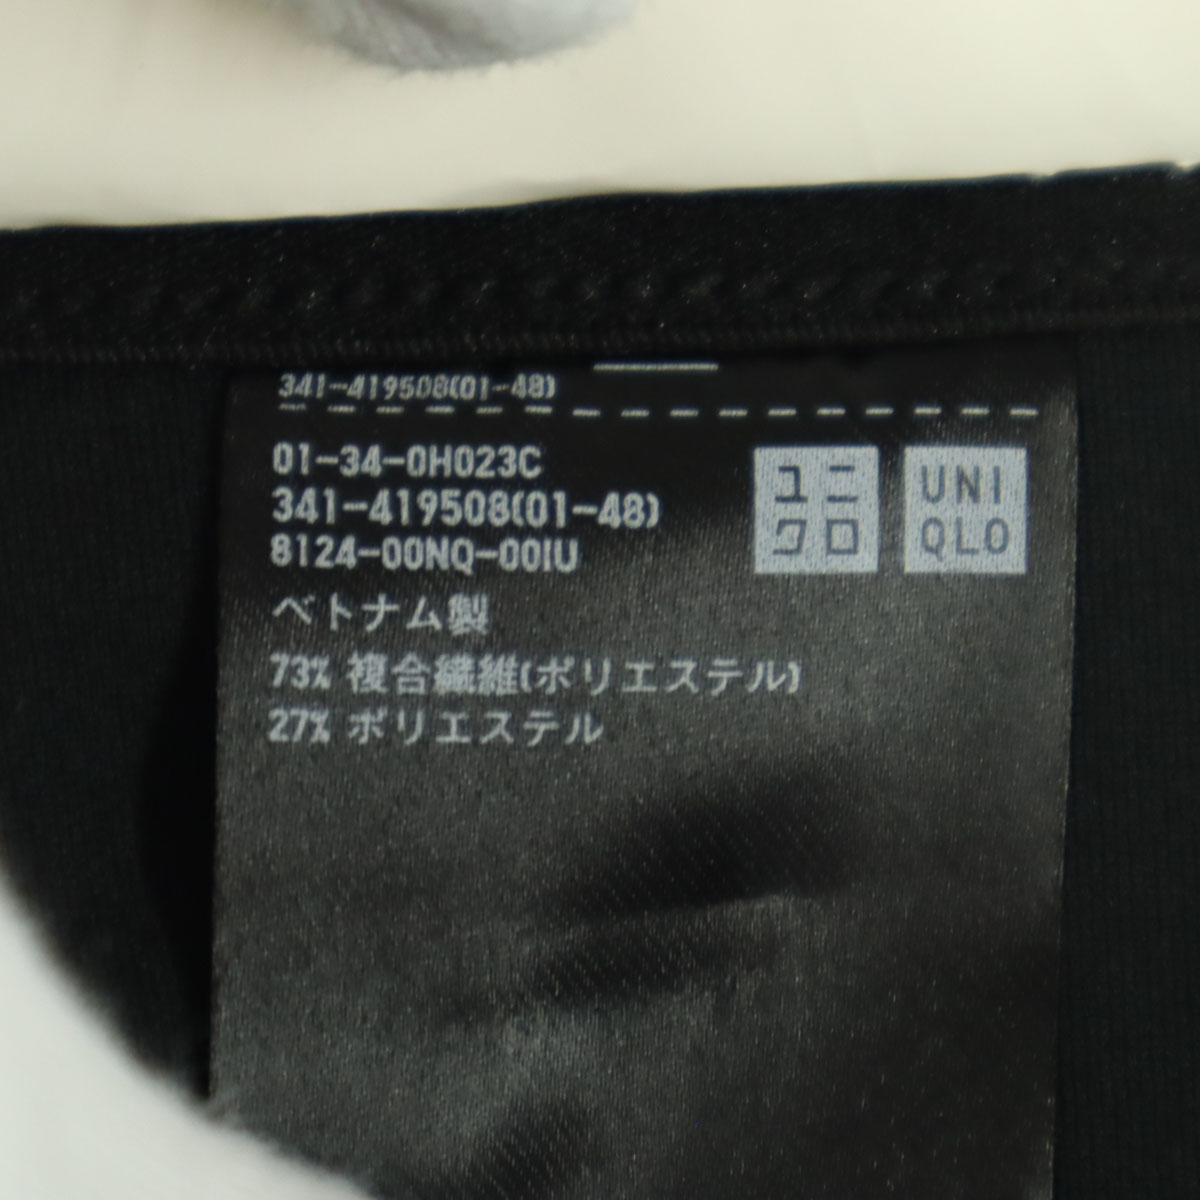 341-419508(01-48)
01-34-0H023C
341-419508(01-48)
8124-00NQ-00IU
ベトナム製
73% 複合繊維(ポリエステル)
27% ポリエステル
ユニ
クロ
UNI
QLO